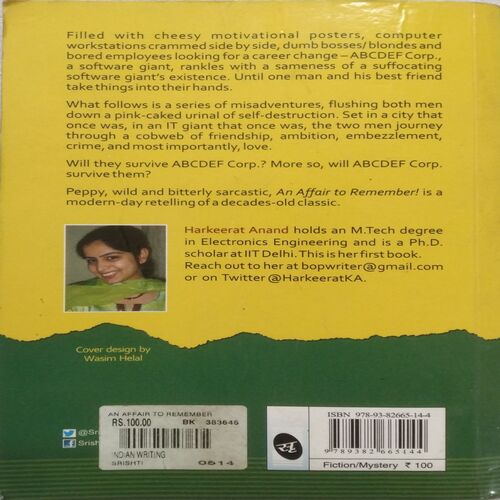 Filled with cheesy motivational posters, computer
workstations crammed side by side, dumb bosses/ blondes and
bored employees looking for a career change – ABCDEF Corp.,
a software giant, rankles with a sameness of a suffocating
software giant's existence. Until one man and his best friend
take things into their hands.
What follows is a series of misadventures, flushing both men
down a pink-caked urinal of self-destruction. Set in a city that
once was, in an IT giant that once was, the two men journey
through a cobweb of friendship, ambition, embezzlement,
crime, and most importantly, love.
Will they survive ABCDEF Corp.? More so, will ABCDEF Corp.
survive them?
Peppy, wild and bitterly sarcastic, An Affair to Remember! is a
modern-day retelling of a decades-old classic.
Harkeerat Anand holds an M.Tech degree
in Electronics Engineering and is a Ph.D.
scholar at IIT Delhi. This is her first book.
Reach out to her at bopwriter@gmail.com
or on Twitter @HarkeeratKA.
Cover design by
Wasim Helal
@Sri
Srish
AN AFFAIR TO REMEMBER
RS.100.00 BK 383645
INDIAN WRITING
SRISHTI 0514
ISBN 978-93-82665-14-4
9 789382 665144
Fiction/Mystery ₹ 100